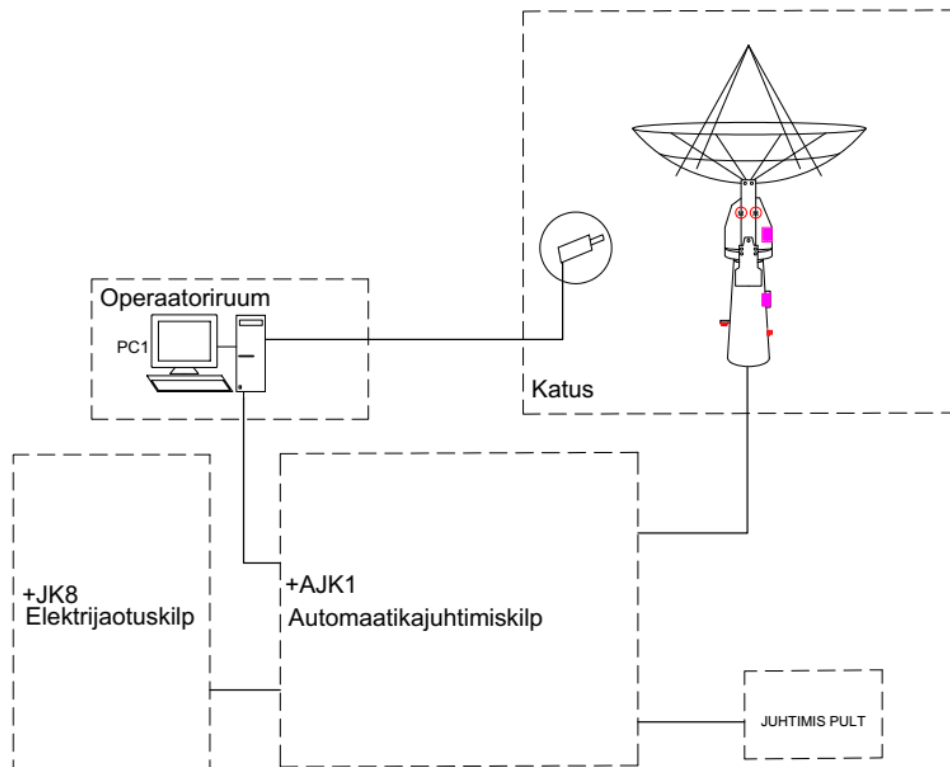 Operaatoriruum
PC1
Katus
+JK8
Elektrijaotuskilp
+AJK1
Automaatikajuhtimiskilp
JUHTIMIS PULT